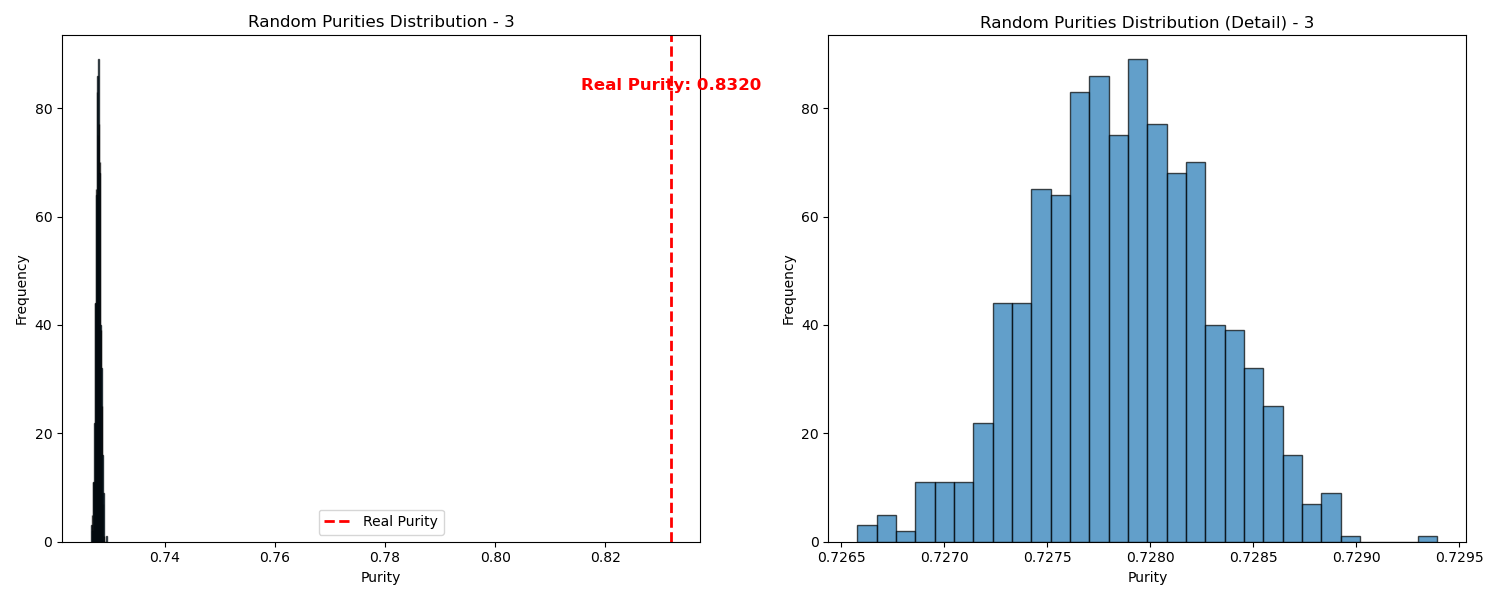 Random Purities Distribution - 3
Real Purity: 0.8320
Frequency
80
60
40
20
0
0.74
0.76
0.78
0.80
0.82
Purity
Real Purity
Random Purities Distribution (Detail) - 3
Frequency
80
60
40
20
0
0.7265
0.7270
0.7275
0.7280
0.7285
0.7290
0.7295
Purity